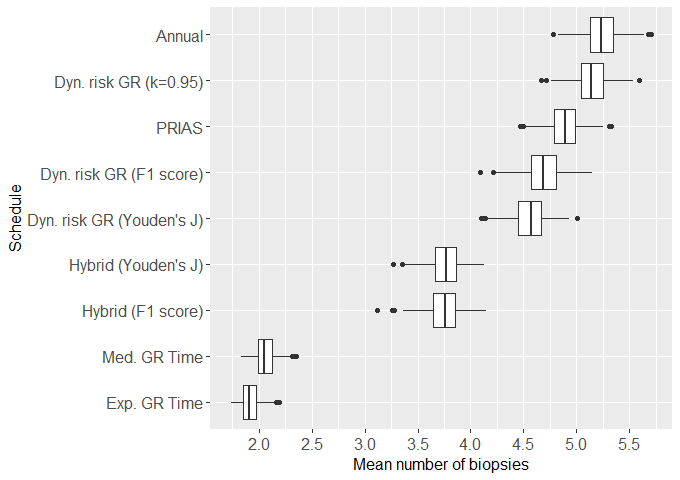 Annual
Dyn. risk GR (k=0.95)
PRIAS
Dyn. risk GR (F1 score)
Dyn. risk GR (Youden's J)
Hybrid (Youden's J)
Hybrid (F1 score)
Med. GR Time
Exp. GR Time
Schedule
2.0 2.5 3.0 3.5 4.0 4.5 5.0 5.5
Mean number of biopsies